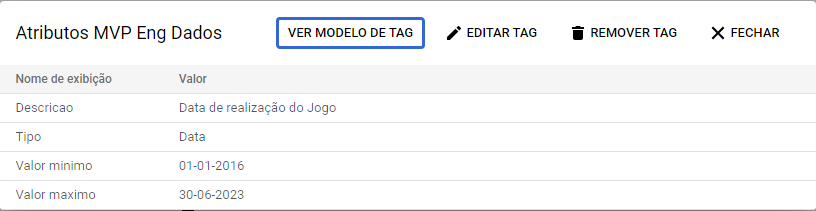 Atributos MVP Eng Dados VER MODELO DE TAG EDITAR TAG REMOVER TAG FECHAR
Nome de exibição Valor
Descricao Data de realização do Jogo
Tipo Data
Valor minimo 01-01-2016
Valor maximo 30-06-2023